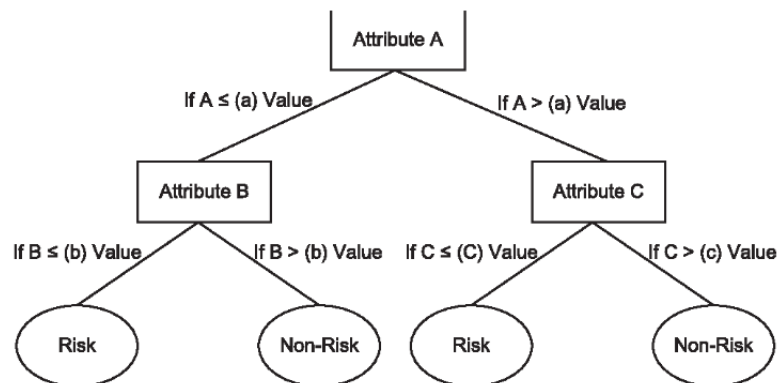 Attribute A
If A ≤ (a) Value
If A > (a) Value
Attribute B
Attribute C
If B ≤ (b) Value
If B > (b) Value
If C ≤ (C) Value
If C > (c) Value
Risk
Non-Risk
Risk
Non-Risk